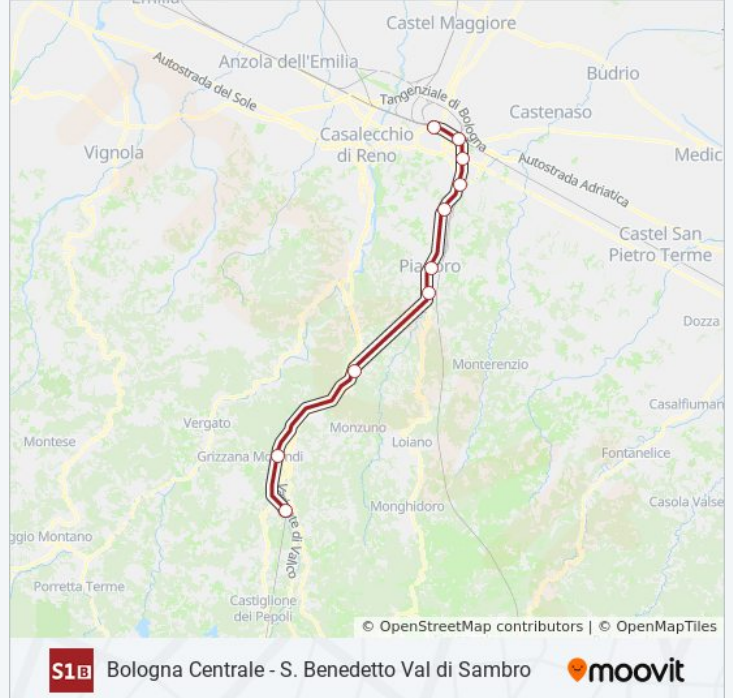 Emilia
Castel Maggiore
Anzola dell'Emilia
Budrio
Autostrada del Sole
Tangenziale di Bologna
Castenaso
Casalecchio
di Reno
Vignola
Medic
Autostrada Adriatica
Castel San
Pietro Terme
Dozza
Monterenzio
Casalfiuman
Vergato
Monzuno
Montese
Loiano
Grizzana Mo ndi
Fontanelice
Casola Valse
Monghidoro
ggio Montano
Porretta Terme
Castiglione
dei Pepoli
© OpenStreetMap contributors | © OpenMapTiles
S1B Bologna Centrale - S. Benedetto Val di Sambro
moovit